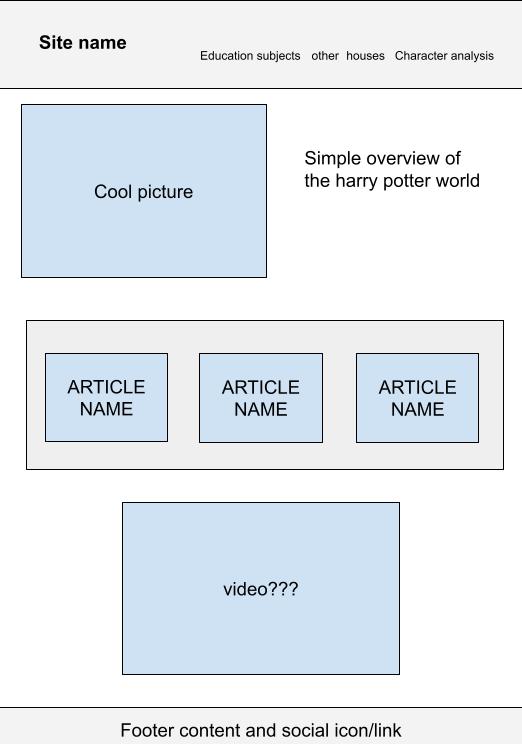 Site name
Education subjects other houses Character analysis
Cool picture
Simple overview of
the harry potter world
ARTICLE
NAME
ARTICLE
NAME
ARTICLE
NAME
video???
Footer content and social icon/link